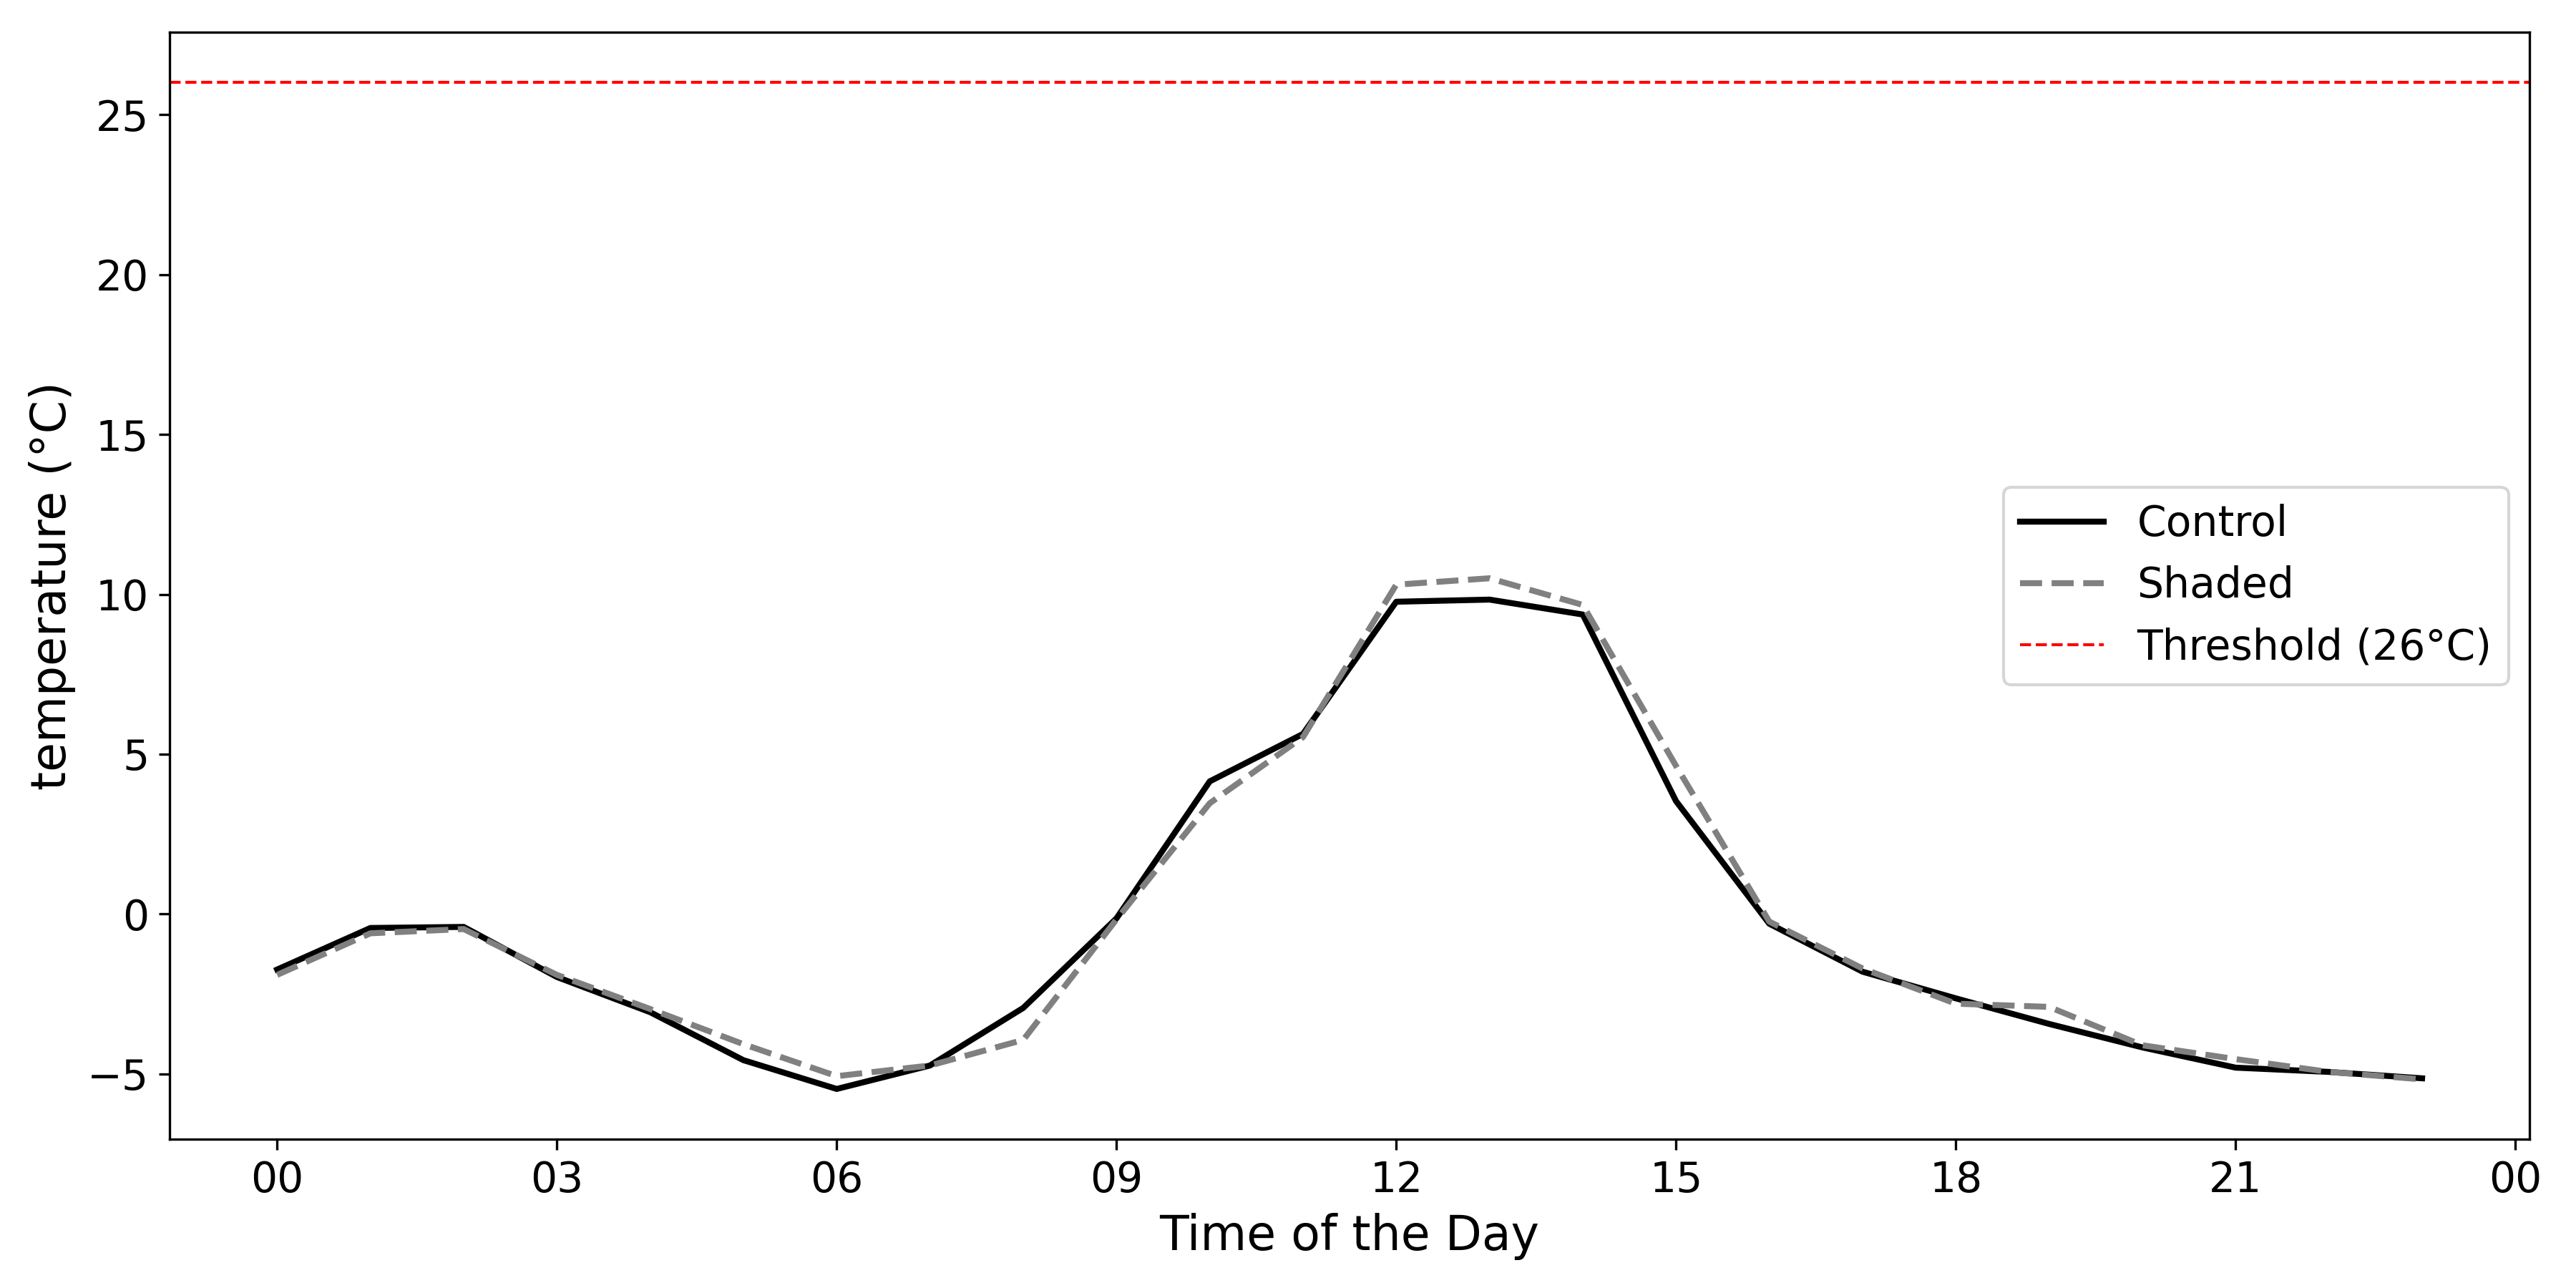 25
20
15
10
5
0
−5
temperature (°C)
Control
Shaded
Threshold (26°C)
00 03 06 09 12 15 18 21 00
Time of the Day